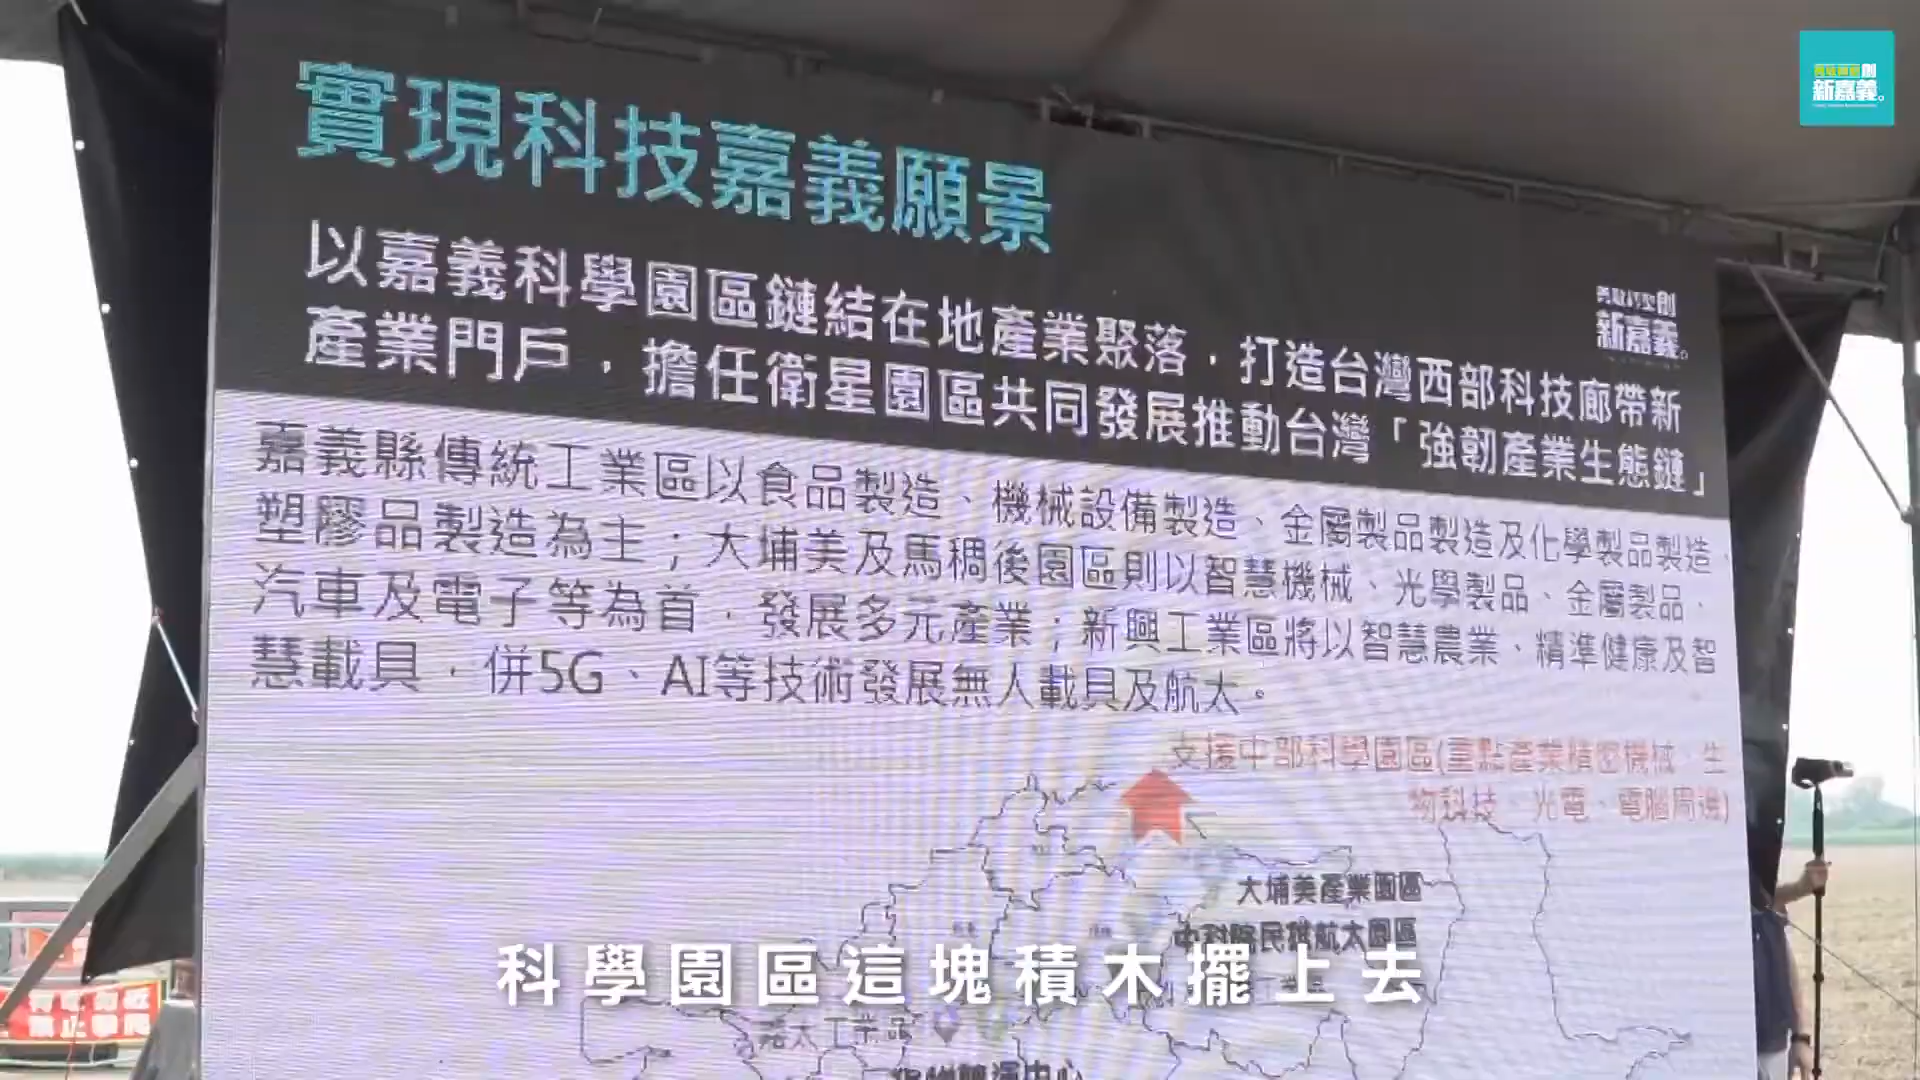 新嘉義。
實現科技嘉義願景
以嘉義科學園區鏈結在地產業聚落，打造台灣西部科技廊帶新
產業門戶，擔任衛星園區共同發展推動台灣「強韌產業生態鏈」
創
新嘉義。
嘉義縣傳統工業區以食品製造、機械設備製造、金屬製品製造及化學製品製造、
塑膠品製造為主；大埔美及馬稠後園區則以智慧機械、光學製品、金屬製品、
汽車及電子等為首，發展多元產業；新興工業區將以智慧農業、精準健康及智
慧載具，併5G、AI等技術發展無人載具及航太。
支援中部科學園區(重點產業精密機械、生
物科技、光電、電腦周邊)
大埔美產業園區
中科院民雄航太園區
科學園區這塊積木擺上去
嘉太工業區
禁止攀爬